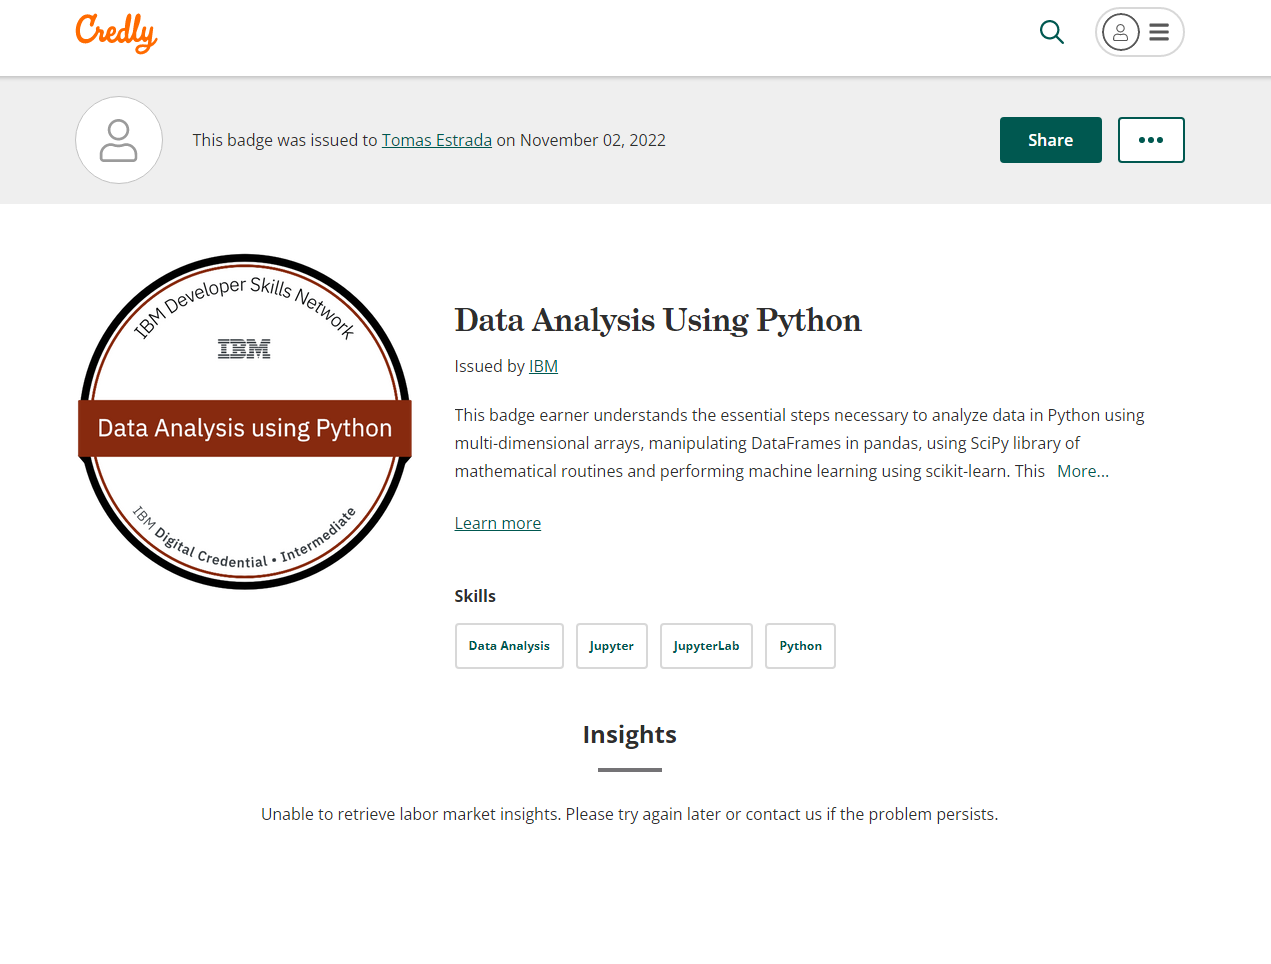 Credly
This badge was issued to Tomas Estrada on November 02, 2022
Share
IBM Developer Skills Network
IBM
Data Analysis using Python
IBM Digital Credential • Intermediate
Data Analysis Using Python
Issued by IBM
This badge earner understands the essential steps necessary to analyze data in Python using
multi-dimensional arrays, manipulating DataFrames in pandas, using SciPy library of
mathematical routines and performing machine learning using scikit-learn. This More...
Learn more
Skills
Data Analysis Jupyter JupyterLab Python
Insights
Unable to retrieve labor market insights. Please try again later or contact us if the problem persists.